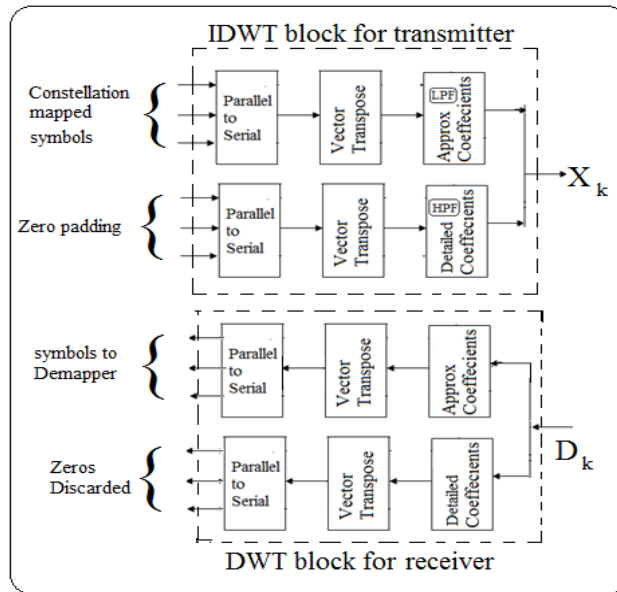 IDWT block for transmitter
Constellation
mapped
symbols
Parallel
to
Serial
Vector
Transpose
LPF
Approx
Coeffecients
X k
Zero padding
Parallel
to
Serial
Vector
Transpose
HPF
Detailed
Coeffecients
symbols to
Demapper
Parallel
to
Serial
Vector
Transpose
Approx
Coeffecients
D k
Zeros
Discarded
Parallel
to
Serial
Vector
Transpose
Detailed
Coeffecients
DWT block for receiver